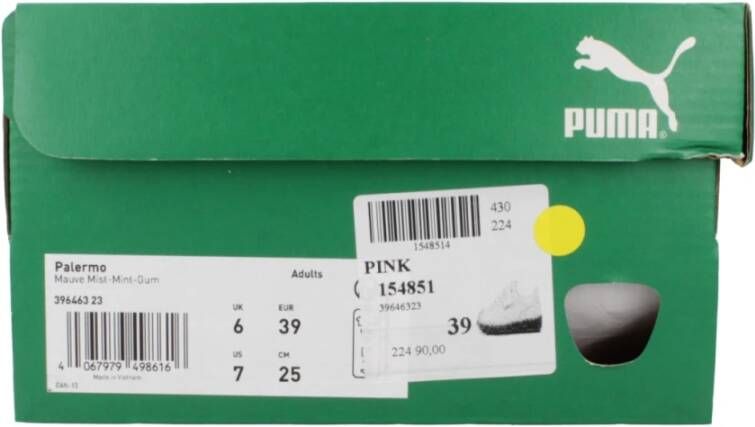 PUMA
Palermo
Mauve Mist-Mint-Gum
Adults
396463 23
UK EUR
6 39
US CM
7 25
4 067979 498616
Made in Vietnam
430
224
1548514
PINK
154851
39646323
39
224 90,00